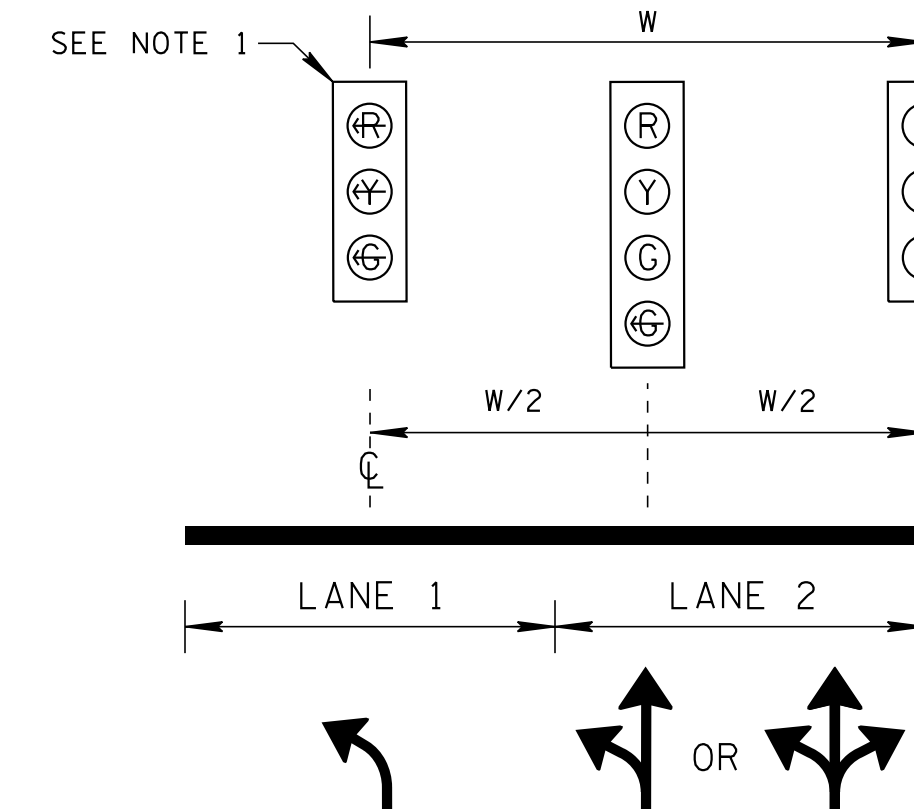 W
SEE NOTE 1
R R
Y Y
G G
G
W/2 W/2
CL
LANE 1 LANE 2
OR